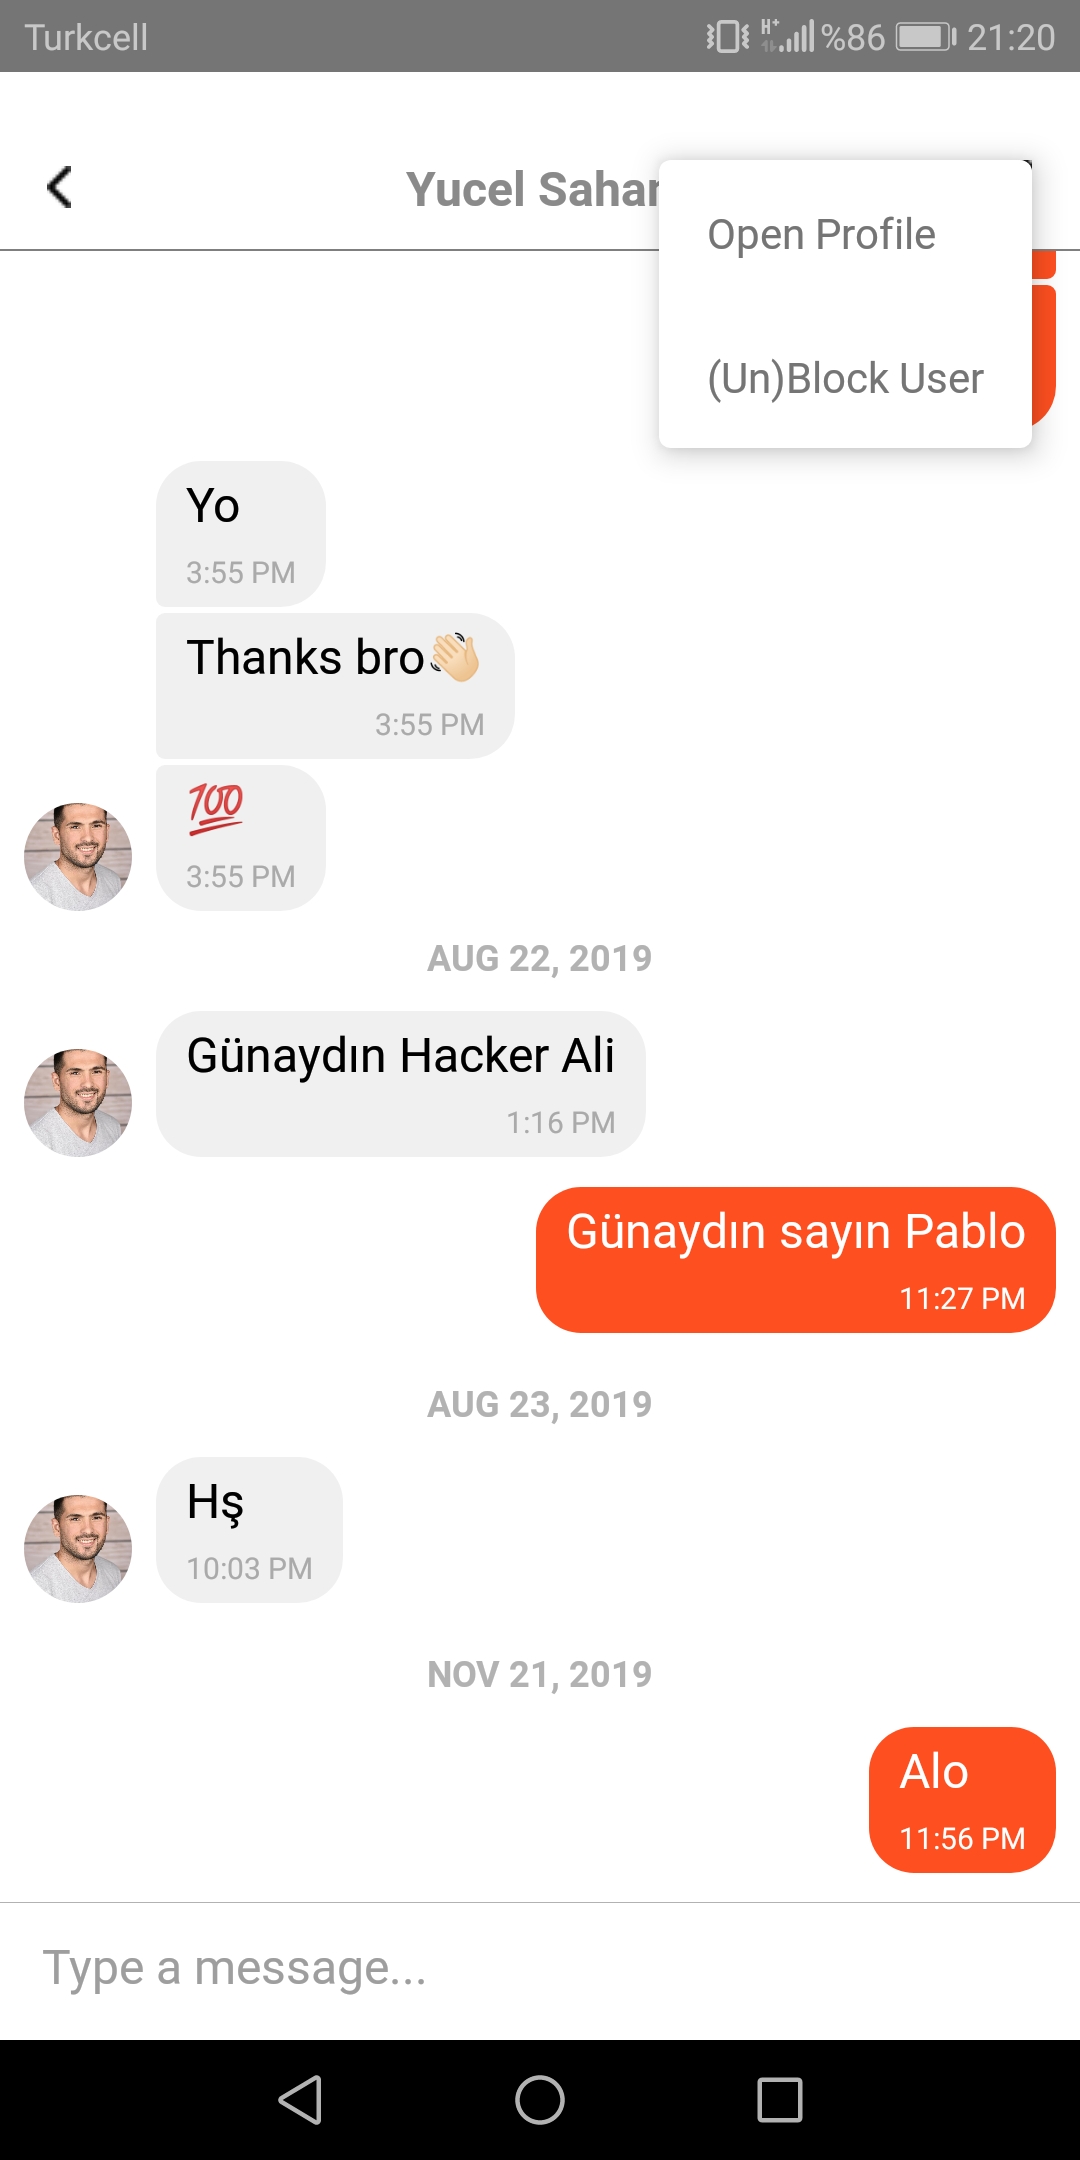 Turkcell H+ %86 21:20
Yucel Sahan
Open Profile
(Un)Block User
Yo
3:55 PM
Thanks bro👋🏻
3:55 PM
💯
3:55 PM
AUG 22, 2019
Günaydın Hacker Ali
1:16 PM
Günaydın sayın Pablo
11:27 PM
AUG 23, 2019
Hş
10:03 PM
NOV 21, 2019
Alo
11:56 PM
Type a message...